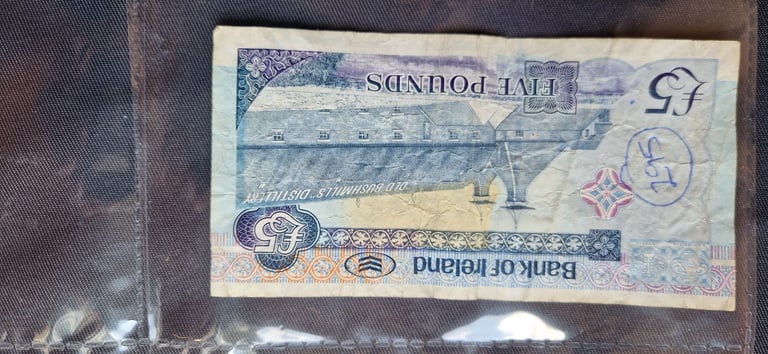 Bank of Ireland
£5
"OLD BUSHMILLS" DISTILLERY
£5
FIVE POUNDS